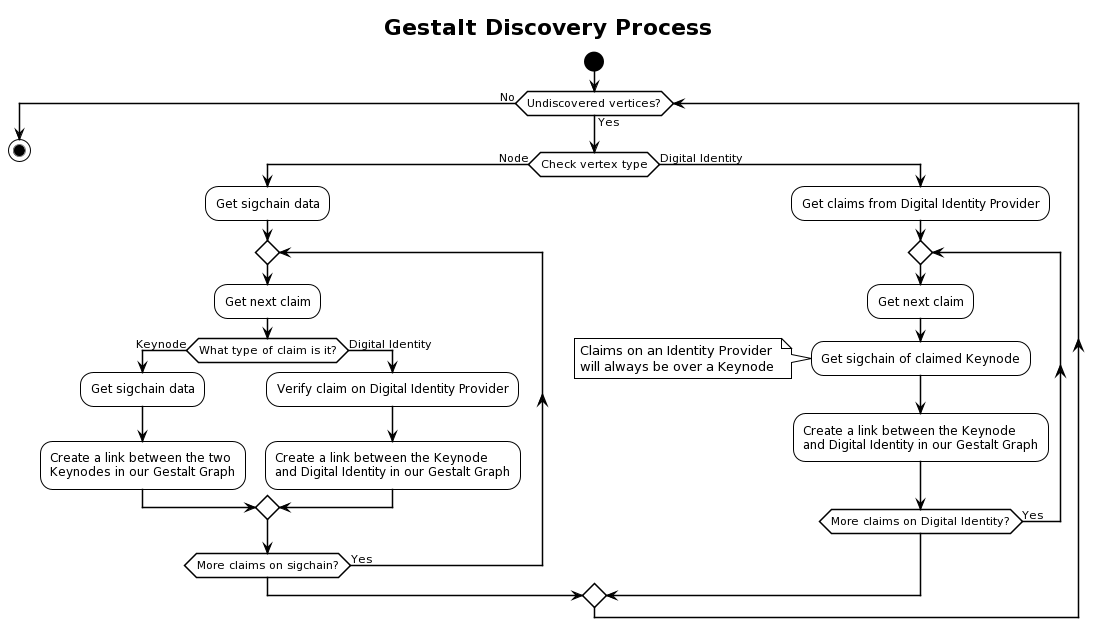 Gestalt Discovery Process
No
Undiscovered vertices?
Yes
Node
Check vertex type
Digital Identity
Get sigchain data
Get claims from Digital Identity Provider
Get next claim
Get next claim
Keynode
What type of claim is it?
Digital Identity
Claims on an Identity Provider
will always be over a Keynode
Get sigchain of claimed Keynode
Get sigchain data
Verify claim on Digital Identity Provider
Create a link between the Keynode
and Digital Identity in our Gestalt Graph
Create a link between the two
Keynodes in our Gestalt Graph
Create a link between the Keynode
and Digital Identity in our Gestalt Graph
More claims on Digital Identity?
Yes
More claims on sigchain?
Yes